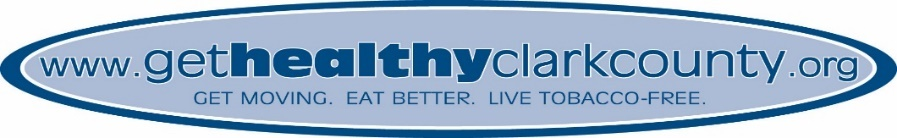 www.gethealthyclarkcounty.org
GET MOVING. EAT BETTER. LIVE TOBACCO-FREE.